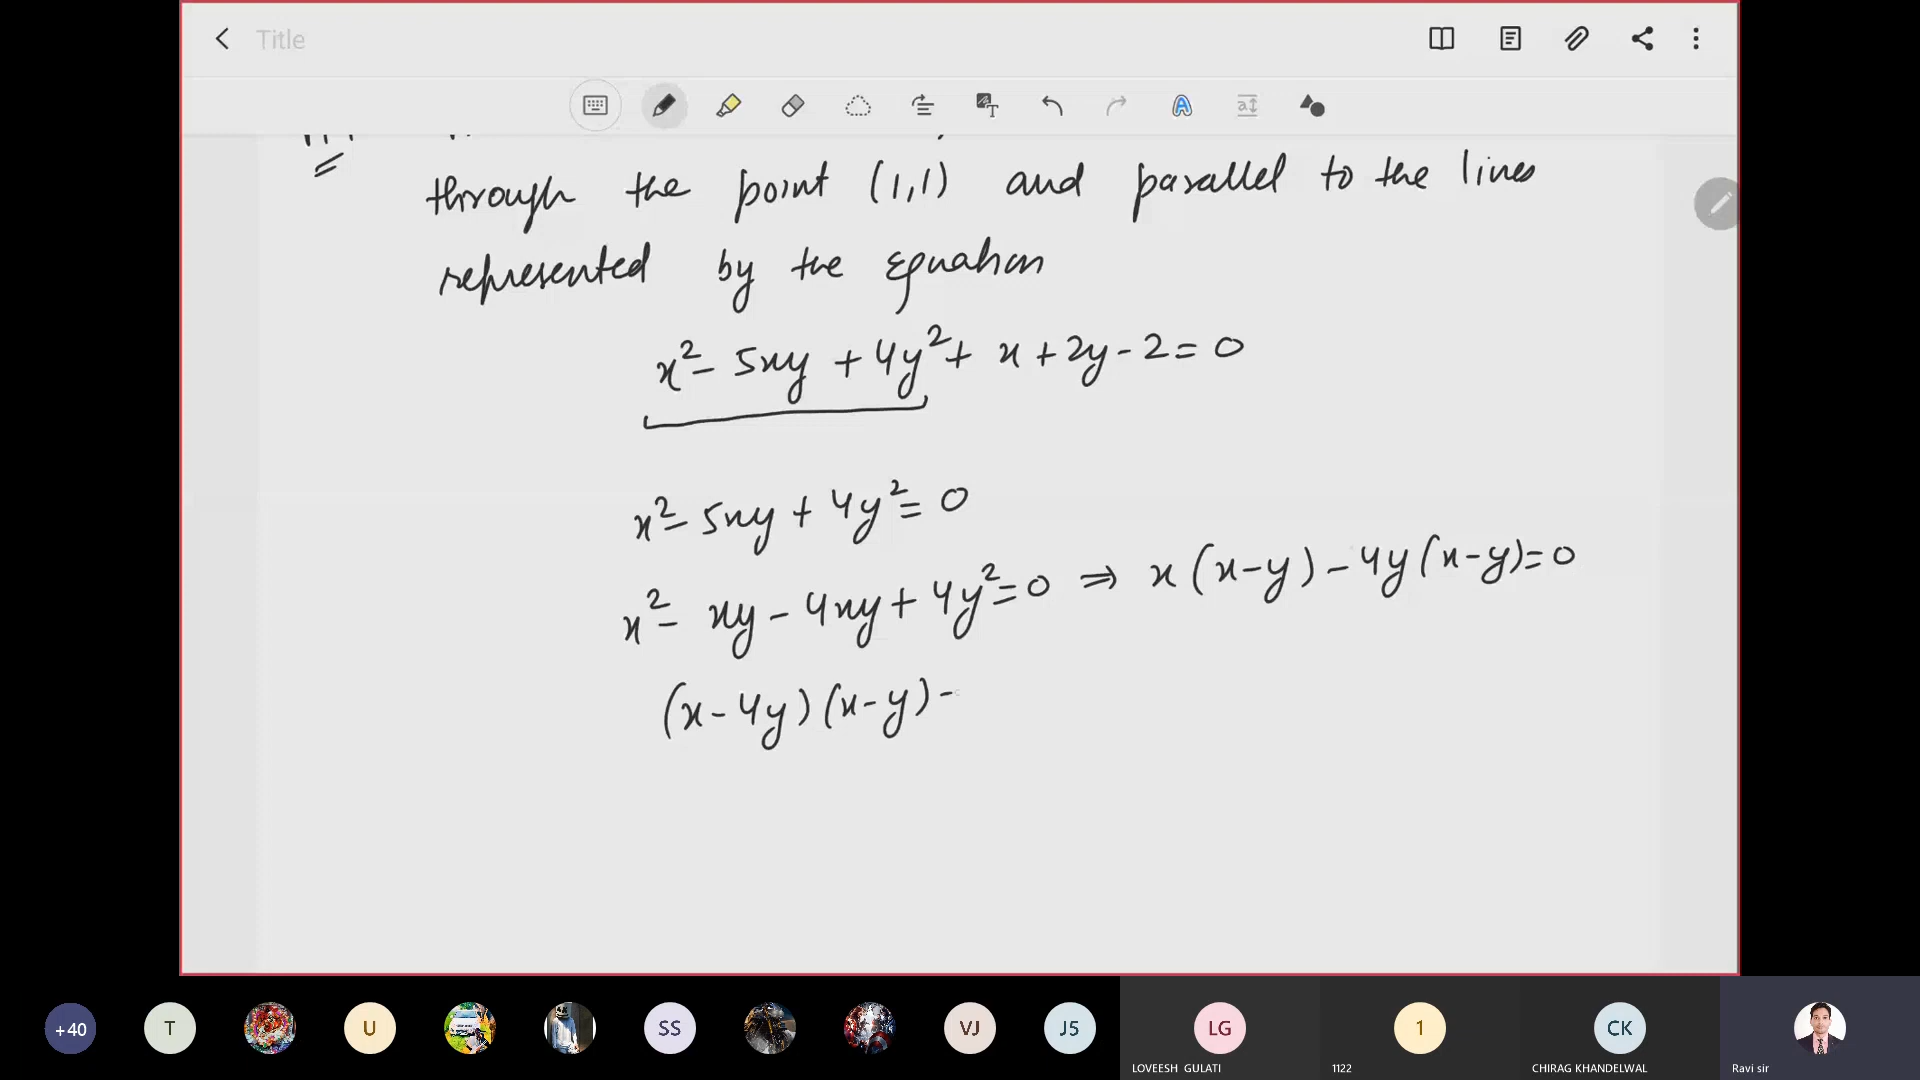 Title
through the point (1,1) and parallel to the lines
represented by the equation
x² - 5xy + 4y² + x + 2y - 2 = 0
x² - 5xy + 4y² = 0
x² - xy - 4xy + 4y² = 0 ⇒ x(x-y) - 4y(x-y) = 0
(x - 4y)(x - y) -
+40
T
U
SS
VJ
J5
LG
1
CK
LOVEESH GULATI
1122
CHIRAG KHANDELWAL
Ravi sir